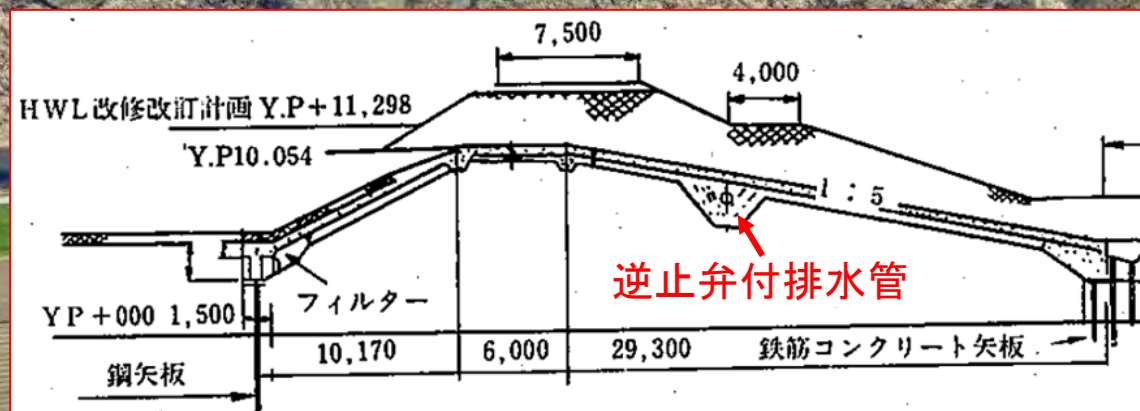 7,500
4,000
HWL改修改訂計画 Y.P+11,298
Y.P10.054
1:5
逆止弁付排水管
フィルター
YP+000 1,500
10,170
6,000
29,300
鉄筋コンクリート矢板
鋼矢板